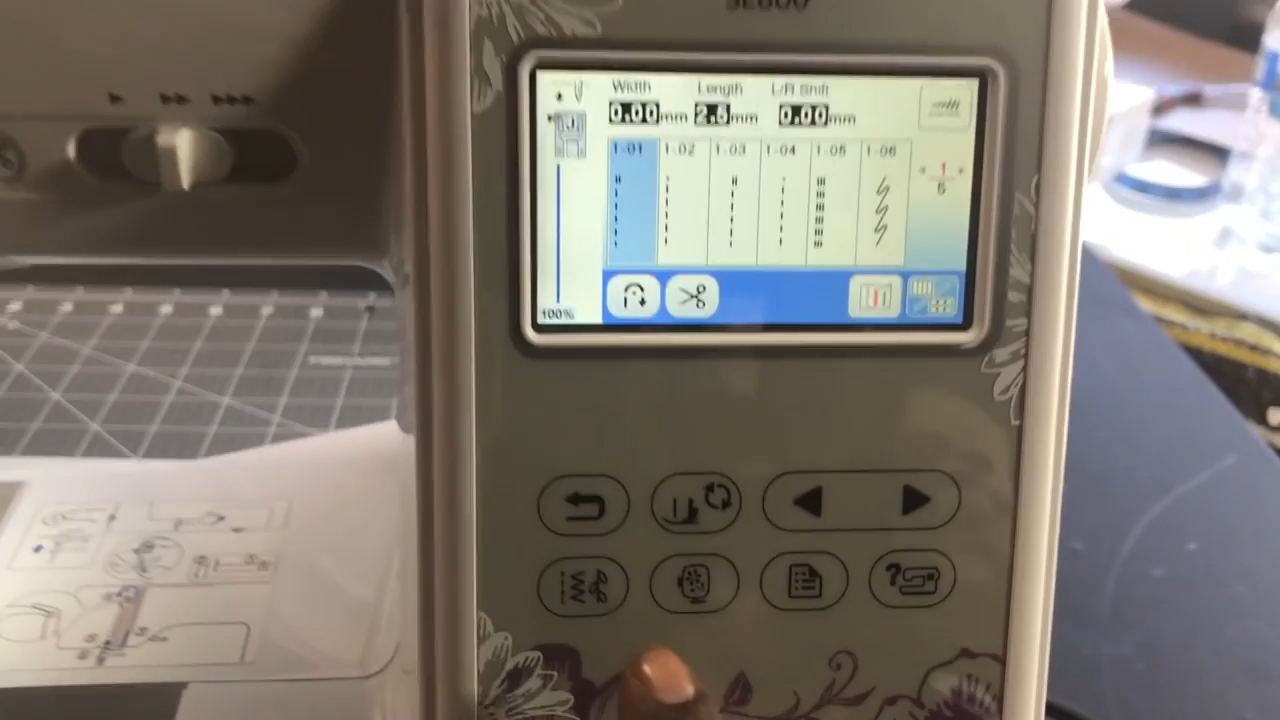 SE600
Width Length L/R Shift
0.00mm 2.5mm 0.00mm
1-01 1-02 1-03 1-04 1-05 1-06
1
5
100%
?